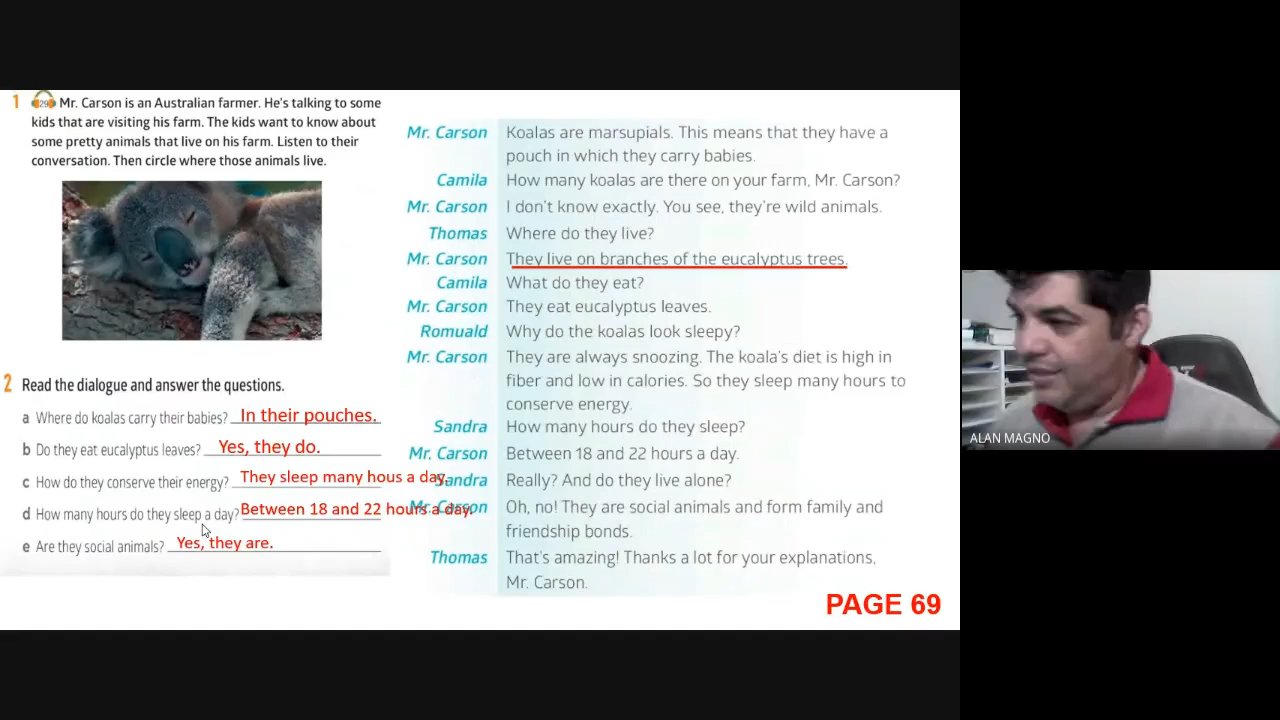 1 29 Mr. Carson is an Australian farmer. He's talking to some
kids that are visiting his farm. The kids want to know about
some pretty animals that live on his farm. Listen to their
conversation. Then circle where those animals live.
2 Read the dialogue and answer the questions.
a Where do koalas carry their babies? In their pouches.
b Do they eat eucalyptus leaves? Yes, they do.
c How do they conserve their energy? They sleep many hous a day.
d How many hours do they sleep a day? Between 18 and 22 hours a day.
e Are they social animals? Yes, they are.
Mr. Carson Koalas are marsupials. This means that they have a
pouch in which they carry babies.
Camila How many koalas are there on your farm, Mr. Carson?
Mr. Carson I don't know exactly. You see, they're wild animals.
Thomas Where do they live?
Mr. Carson They live on branches of the eucalyptus trees.
Camila What do they eat?
Mr. Carson They eat eucalyptus leaves.
Romuald Why do the koalas look sleepy?
Mr. Carson They are always snoozing. The koala's diet is high in
fiber and low in calories. So they sleep many hours to
conserve energy.
Sandra How many hours do they sleep?
Mr. Carson Between 18 and 22 hours a day.
Sandra Really? And do they live alone?
Mr. Carson Oh, no! They are social animals and form family and
friendship bonds.
Thomas That's amazing! Thanks a lot for your explanations,
Mr. Carson.
PAGE 69
ALAN MAGNO